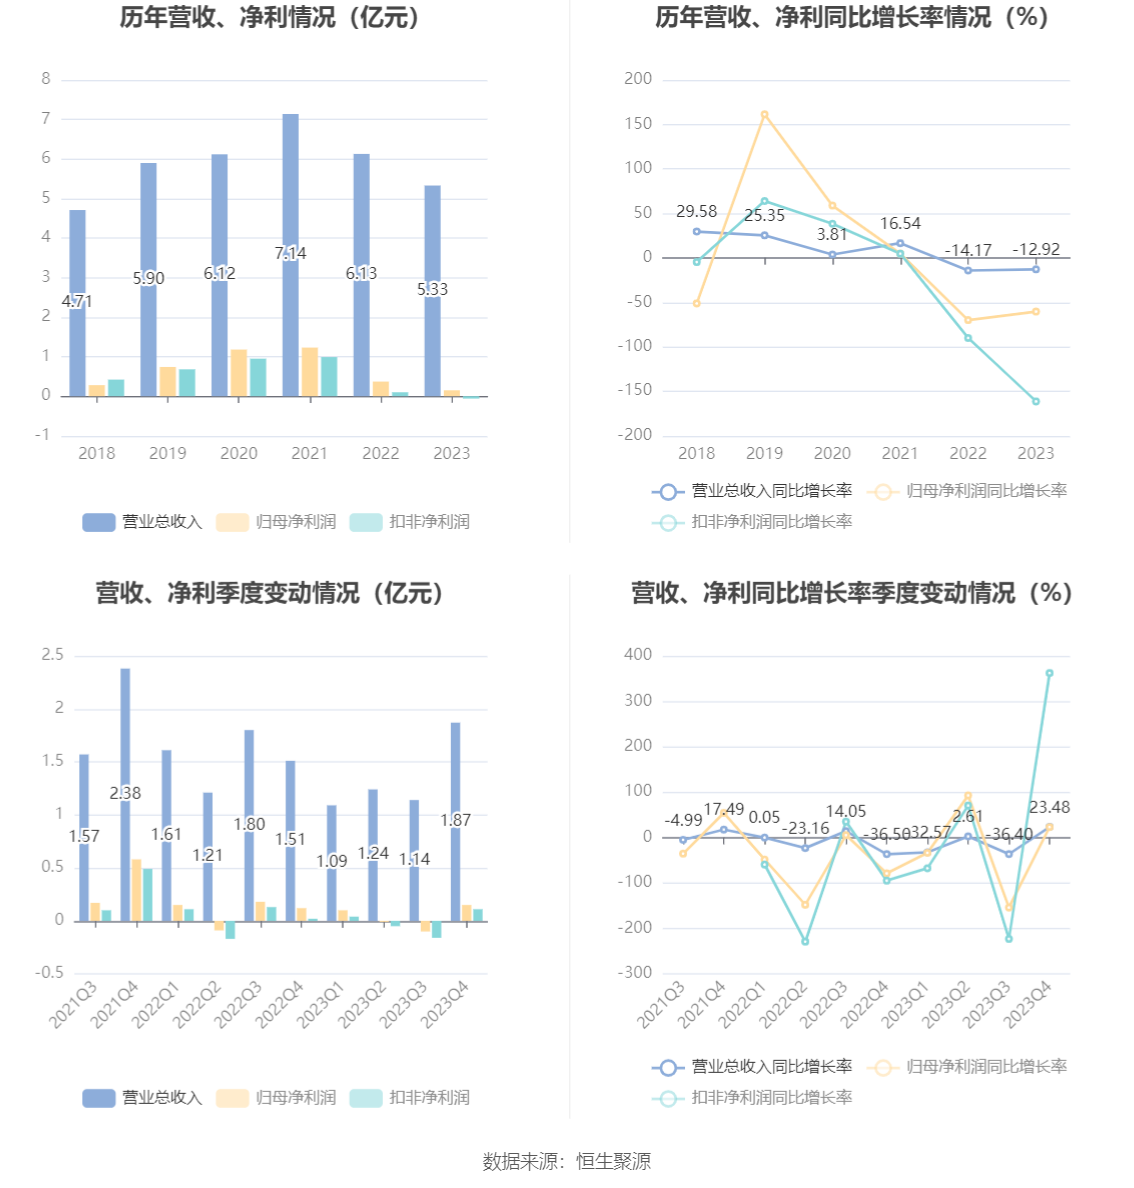 历年营收、净利情况（亿元）
8
7
6
5
4
3
2
1
0
-1
4.71
5.90
6.12
7.14
6.13
5.33
2018
2019
2020
2021
2022
2023
营业总收入
归母净利润
扣非净利润
历年营收、净利同比增长率情况（%）
200
150
100
50
0
-50
-100
-150
-200
29.58
25.35
3.81
16.54
-14.17
-12.92
2018
2019
2020
2021
2022
2023
营业总收入同比增长率
归母净利润同比增长率
扣非净利润同比增长率
营收、净利季度变动情况（亿元）
2.5
2
1.5
1
0.5
0
-0.5
1.57
2.38
1.61
1.21
1.80
1.51
1.09
1.24
1.14
1.87
2021Q3
2021Q4
2022Q1
2022Q2
2022Q3
2022Q4
2023Q1
2023Q2
2023Q3
2023Q4
营业总收入
归母净利润
扣非净利润
营收、净利同比增长率季度变动情况（%）
400
300
200
100
0
-100
-200
-300
-4.99
17.49
0.05
-23.16
14.05
-36.50
-32.57
2.61
-36.40
23.48
2021Q3
2021Q4
2022Q1
2022Q2
2022Q3
2022Q4
2023Q1
2023Q2
2023Q3
2023Q4
营业总收入同比增长率
归母净利润同比增长率
扣非净利润同比增长率
数据来源：恒生聚源